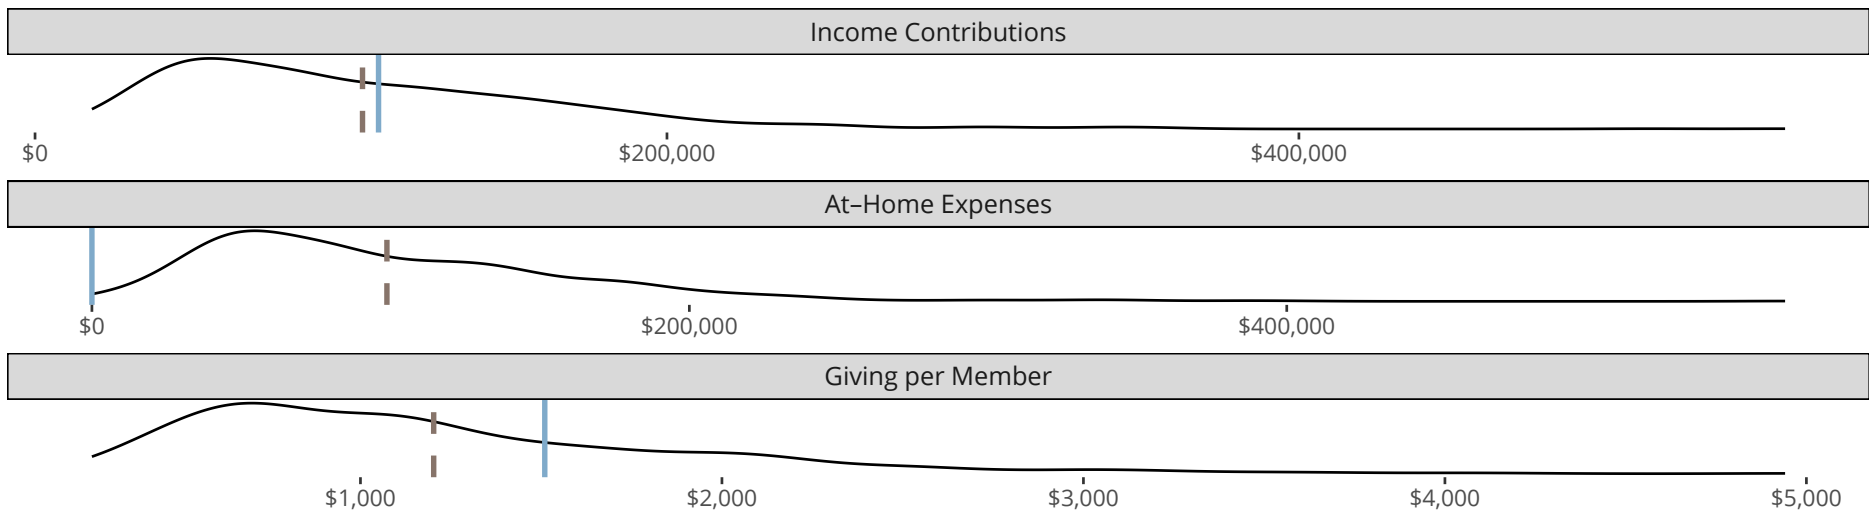 Income Contributions
$0 $200,000 $400,000
At–Home Expenses
$0 $200,000 $400,000
Giving per Member
$1,000 $2,000 $3,000 $4,000 $5,000